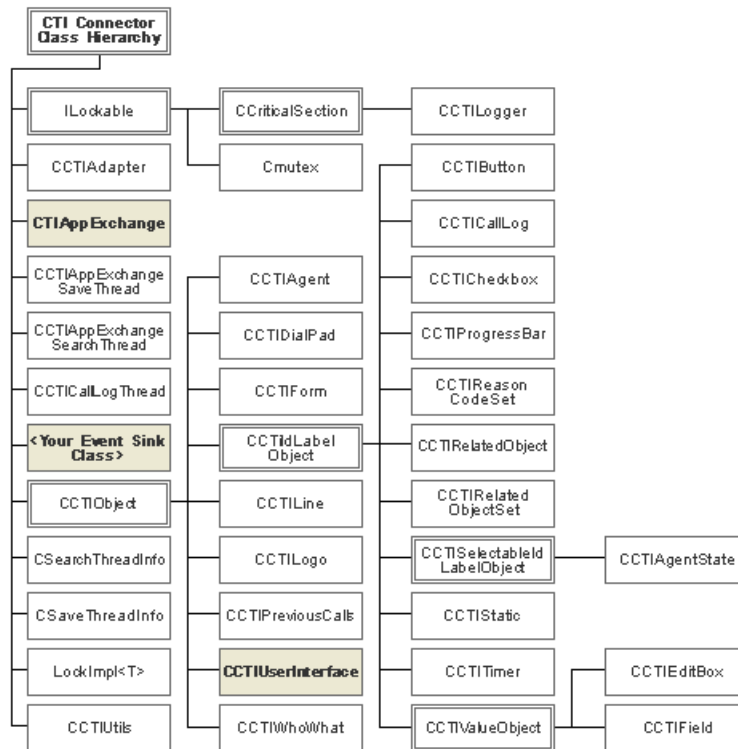 CTI Connector
Class Hierarchy
ILockable
CCriticalSection
CCTILogger
CCTIAdapter
Cmutex
CCTIButton
CTIAppExchange
CCTICallLog
CCTIAppExchange
SaveThread
CCTIAgent
CCTICheckbox
CCTIAppExchange
SearchThread
CCTIDialPad
CCTIProgressBar
CCTICallLogThread
CCTIForm
CCTIReason
CodeSet
<Your Event Sink
Class>
CCTIIdLabel
Object
CCTIRelatedObject
CCTIObject
CCTILine
CCTIRelated
ObjectSet
CSearchThreadInfo
CCTILogo
CCTISelectableId
LabelObject
CCTIAgentState
CSaveThreadInfo
CCTIPreviousCalls
CCTIStatic
LockImpl<T>
CCTIUserInterface
CCTITimer
CCTIEditBox
CCTIUtils
CCTIWhoWhat
CCTIValueObject
CCTIField